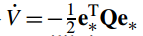 V̇ = −½e*ᵀQe*